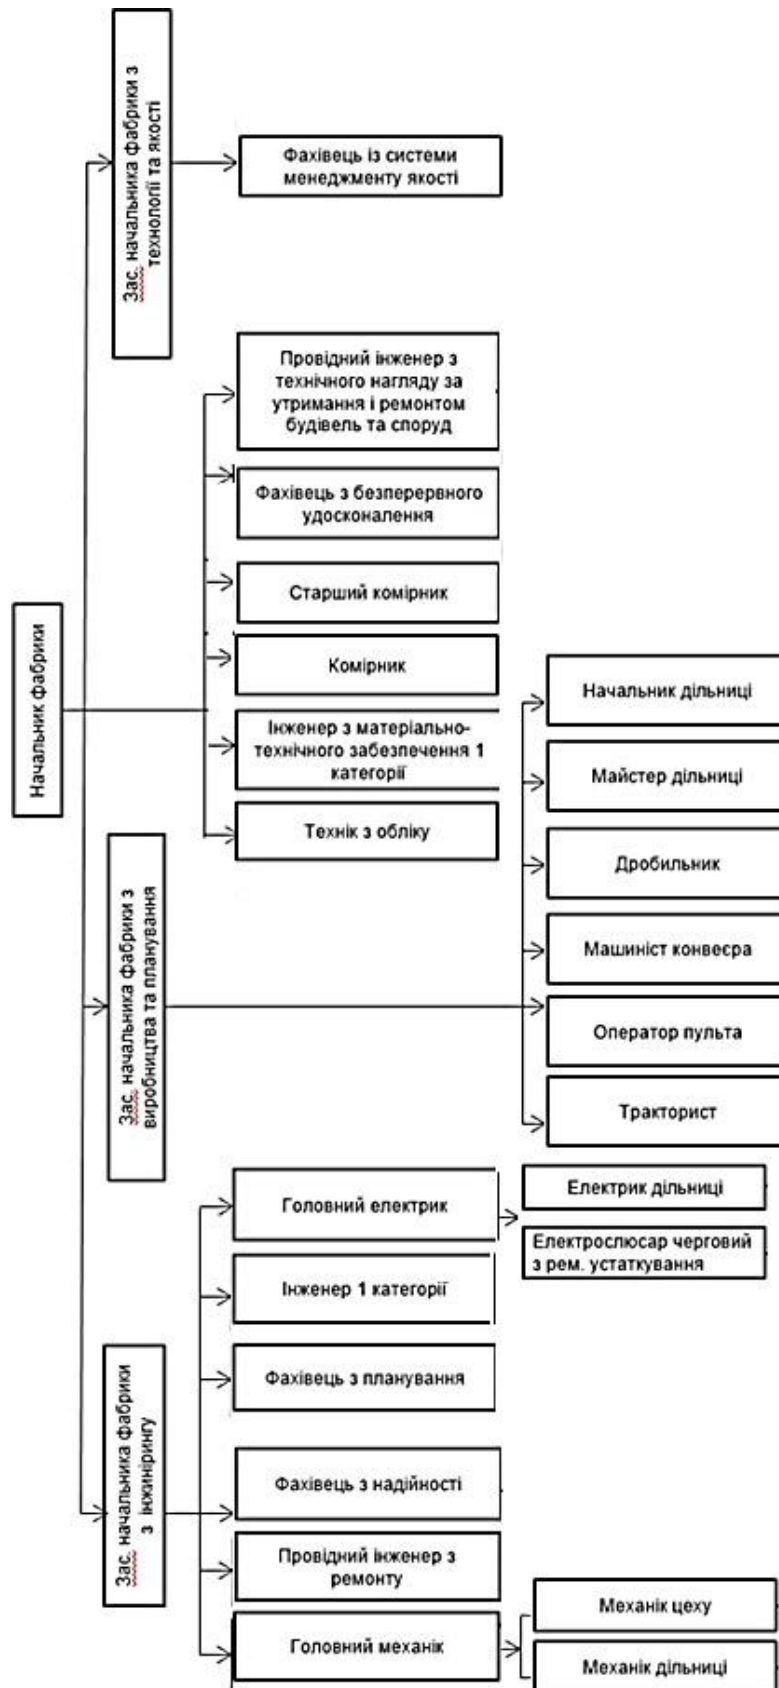 Начальник фабрики
Зас. начальника фабрики з
технології та якості
Фахівець із системи
менеджменту якості
Провідний інженер з
технічного нагляду за
утримання і ремонтом
будівель та споруд
Фахівець з безперервного
удосконалення
Старший комірник
Комірник
Інженер з матеріально-
технічного забезпечення 1
категорії
Технік з обліку
Зас. начальника фабрики з
виробництва та планування
Начальник дільниці
Майстер дільниці
Дробильник
Машиніст конвеєра
Оператор пульта
Тракторист
Зас. начальника фабрики
з інжинірингу
Головний електрик
Електрик дільниці
Електрослюсар черговий
з рем. устаткування
Інженер 1 категорії
Фахівець з планування
Фахівець з надійності
Провідний інженер з
ремонту
Головний механік
Механік цеху
Механік дільниці